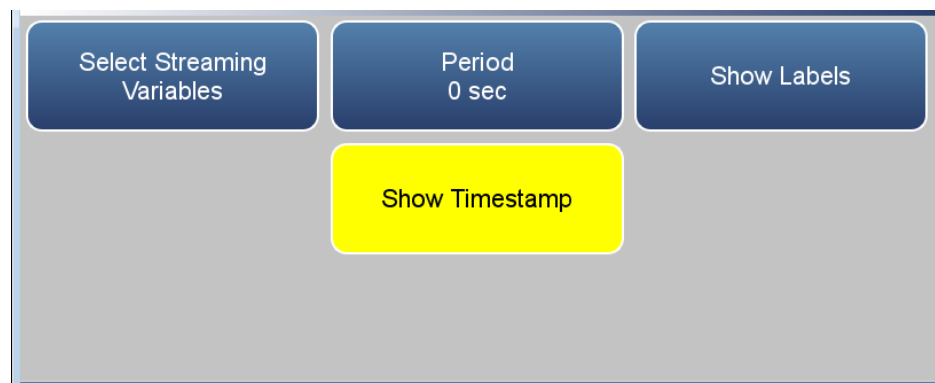 Select Streaming
Variables
Period
0 sec
Show Labels
Show Timestamp